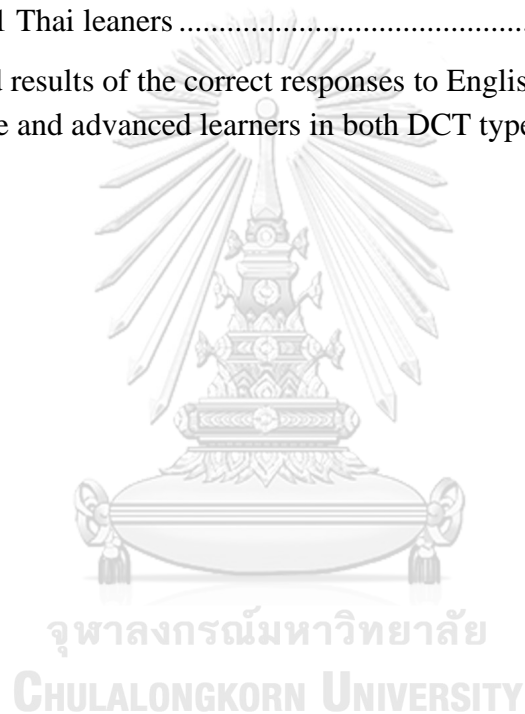 1 Thai leaners ........................................
l results of the correct responses to Englis
e and advanced learners in both DCT type
จุฬาลงกรณ์มหาวิทยาลัย
CHULALONGKORN UNIVERSITY